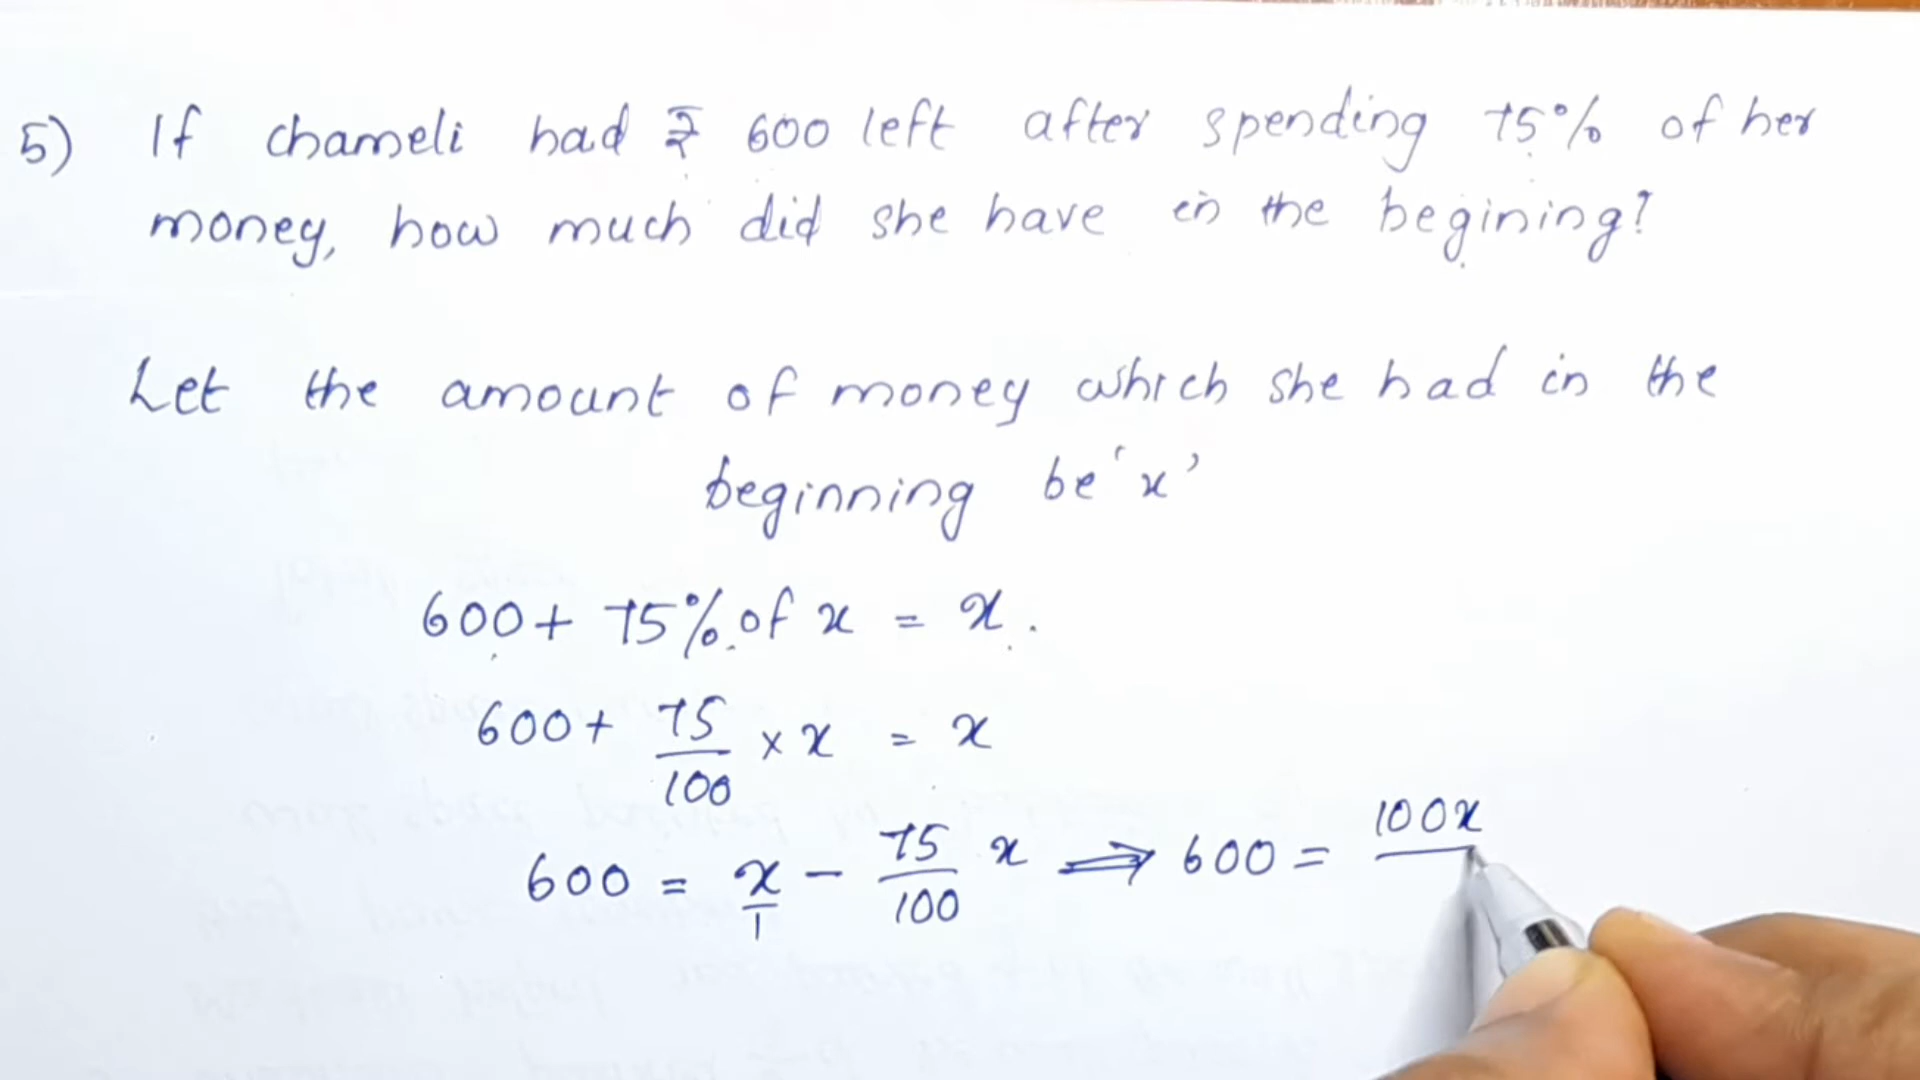 5) If chameli had ₹ 600 left after spending 75% of her
money, how much did she have in the begining?
Let the amount of money which she had in the
beginning be 'x'
600 + 75% of x = x.
600 + 75/100 × x = x
600 = x/1 - 75/100 x ⟹ 600 = 100x